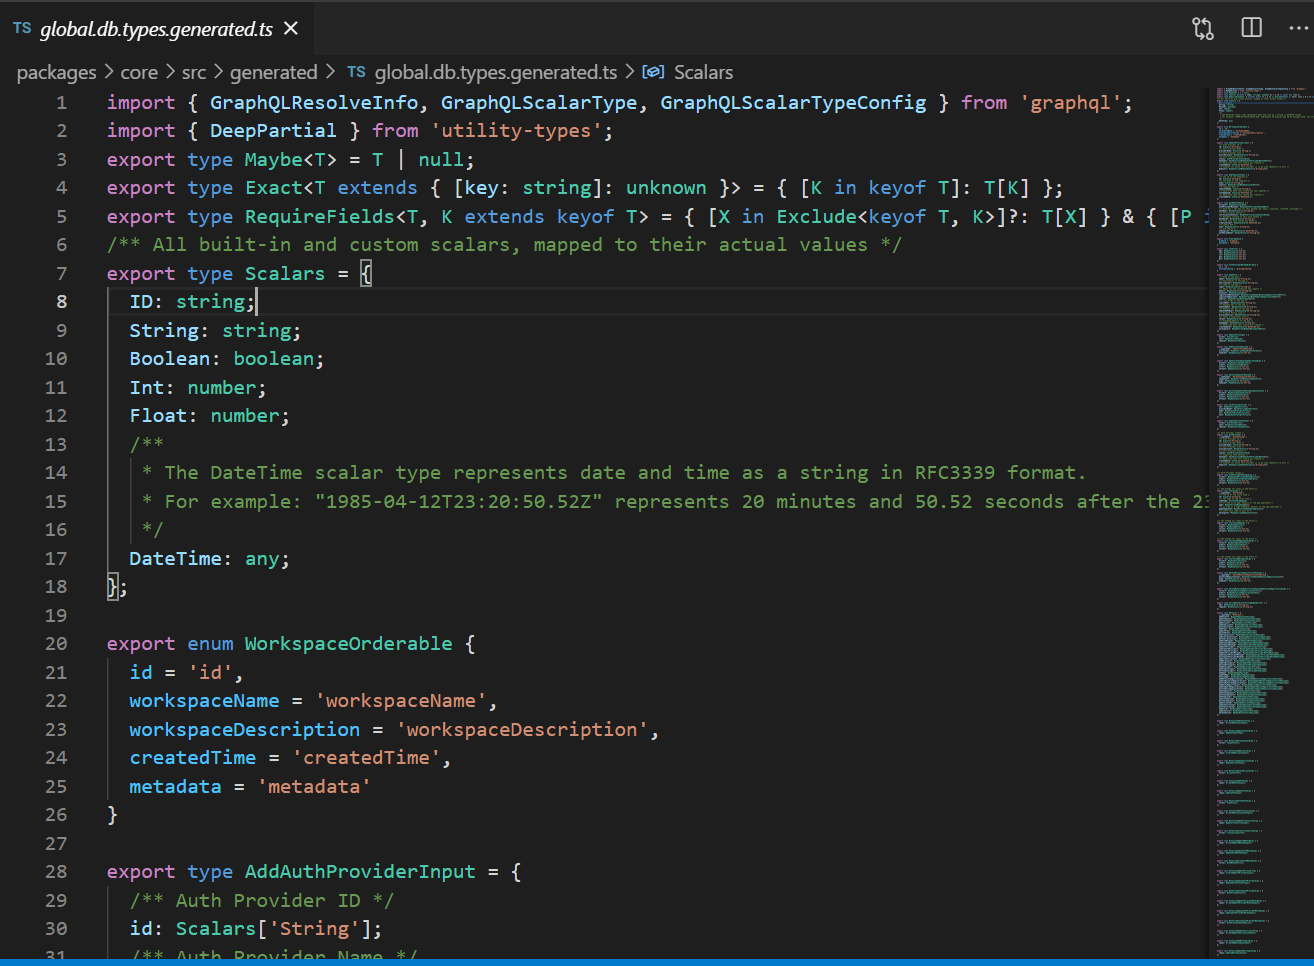 TS global.db.types.generated.ts
packages > core > src > generated > TS global.db.types.generated.ts > Scalars
1 import { GraphQLResolveInfo, GraphQLScalarType, GraphQLScalarTypeConfig } from 'graphql';
2 import { DeepPartial } from 'utility-types';
3 export type Maybe<T> = T | null;
4 export type Exact<T extends { [key: string]: unknown }> = { [K in keyof T]: T[K] };
5 export type RequireFields<T, K extends keyof T> = { [X in Exclude<keyof T, K>]?: T[X] } & { [P i
6 /** All built-in and custom scalars, mapped to their actual values */
7 export type Scalars = {
8 ID: string;
9 String: string;
10 Boolean: boolean;
11 Int: number;
12 Float: number;
13 /**
14 * The DateTime scalar type represents date and time as a string in RFC3339 format.
15 * For example: "1985-04-12T23:20:50.52Z" represents 20 minutes and 50.52 seconds after the 23
16 */
17 DateTime: any;
18 };
19
20 export enum WorkspaceOrderable {
21 id = 'id',
22 workspaceName = 'workspaceName',
23 workspaceDescription = 'workspaceDescription',
24 createdTime = 'createdTime',
25 metadata = 'metadata'
26 }
27
28 export type AddAuthProviderInput = {
29 /** Auth Provider ID */
30 id: Scalars['String'];
31 /** Auth Provider Name */